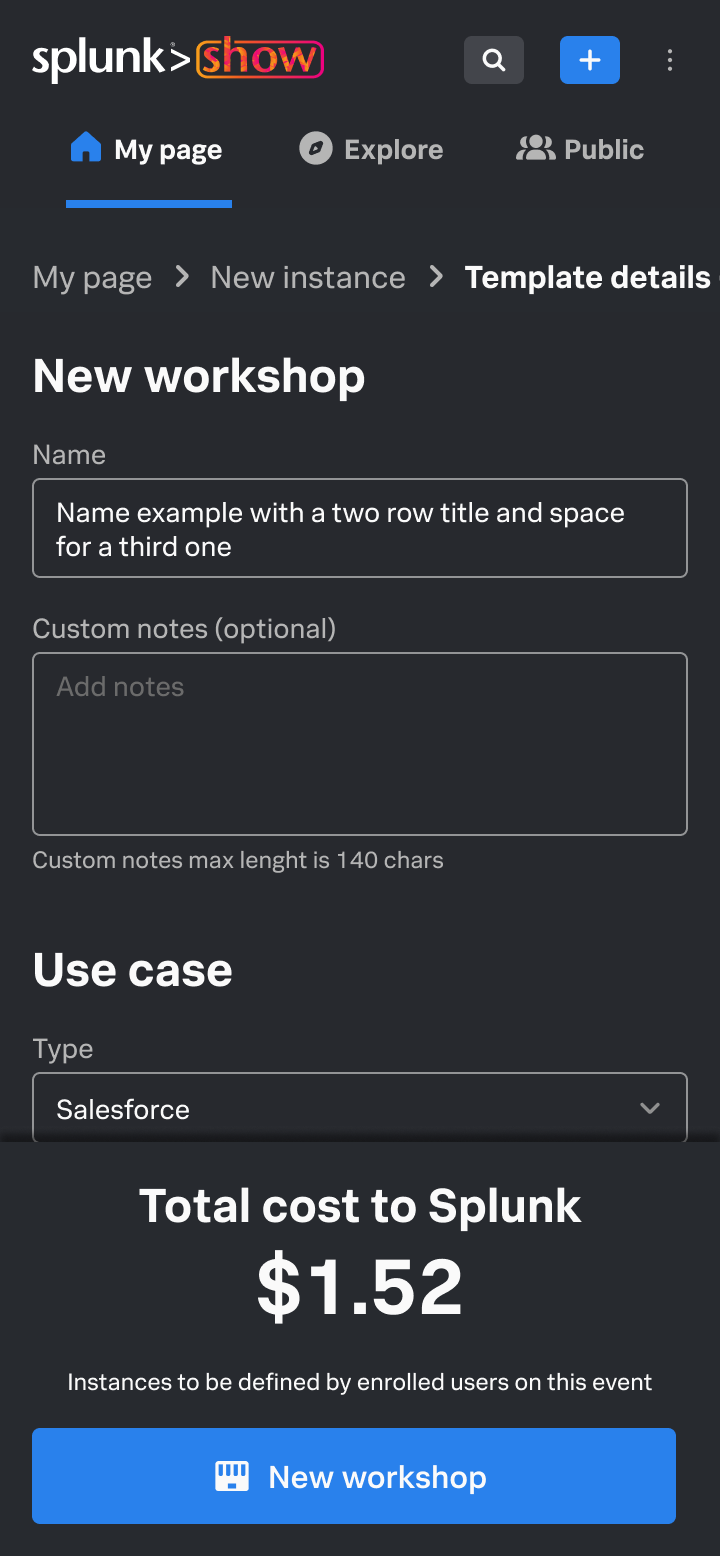 splunk> show
My page
Explore
Public
My page > New instance > Template details
New workshop
Name
Name example with a two row title and space
for a third one
Custom notes (optional)
Add notes
Custom notes max lenght is 140 chars
Use case
Type
Salesforce
Total cost to Splunk
$1.52
Instances to be defined by enrolled users on this event
New workshop